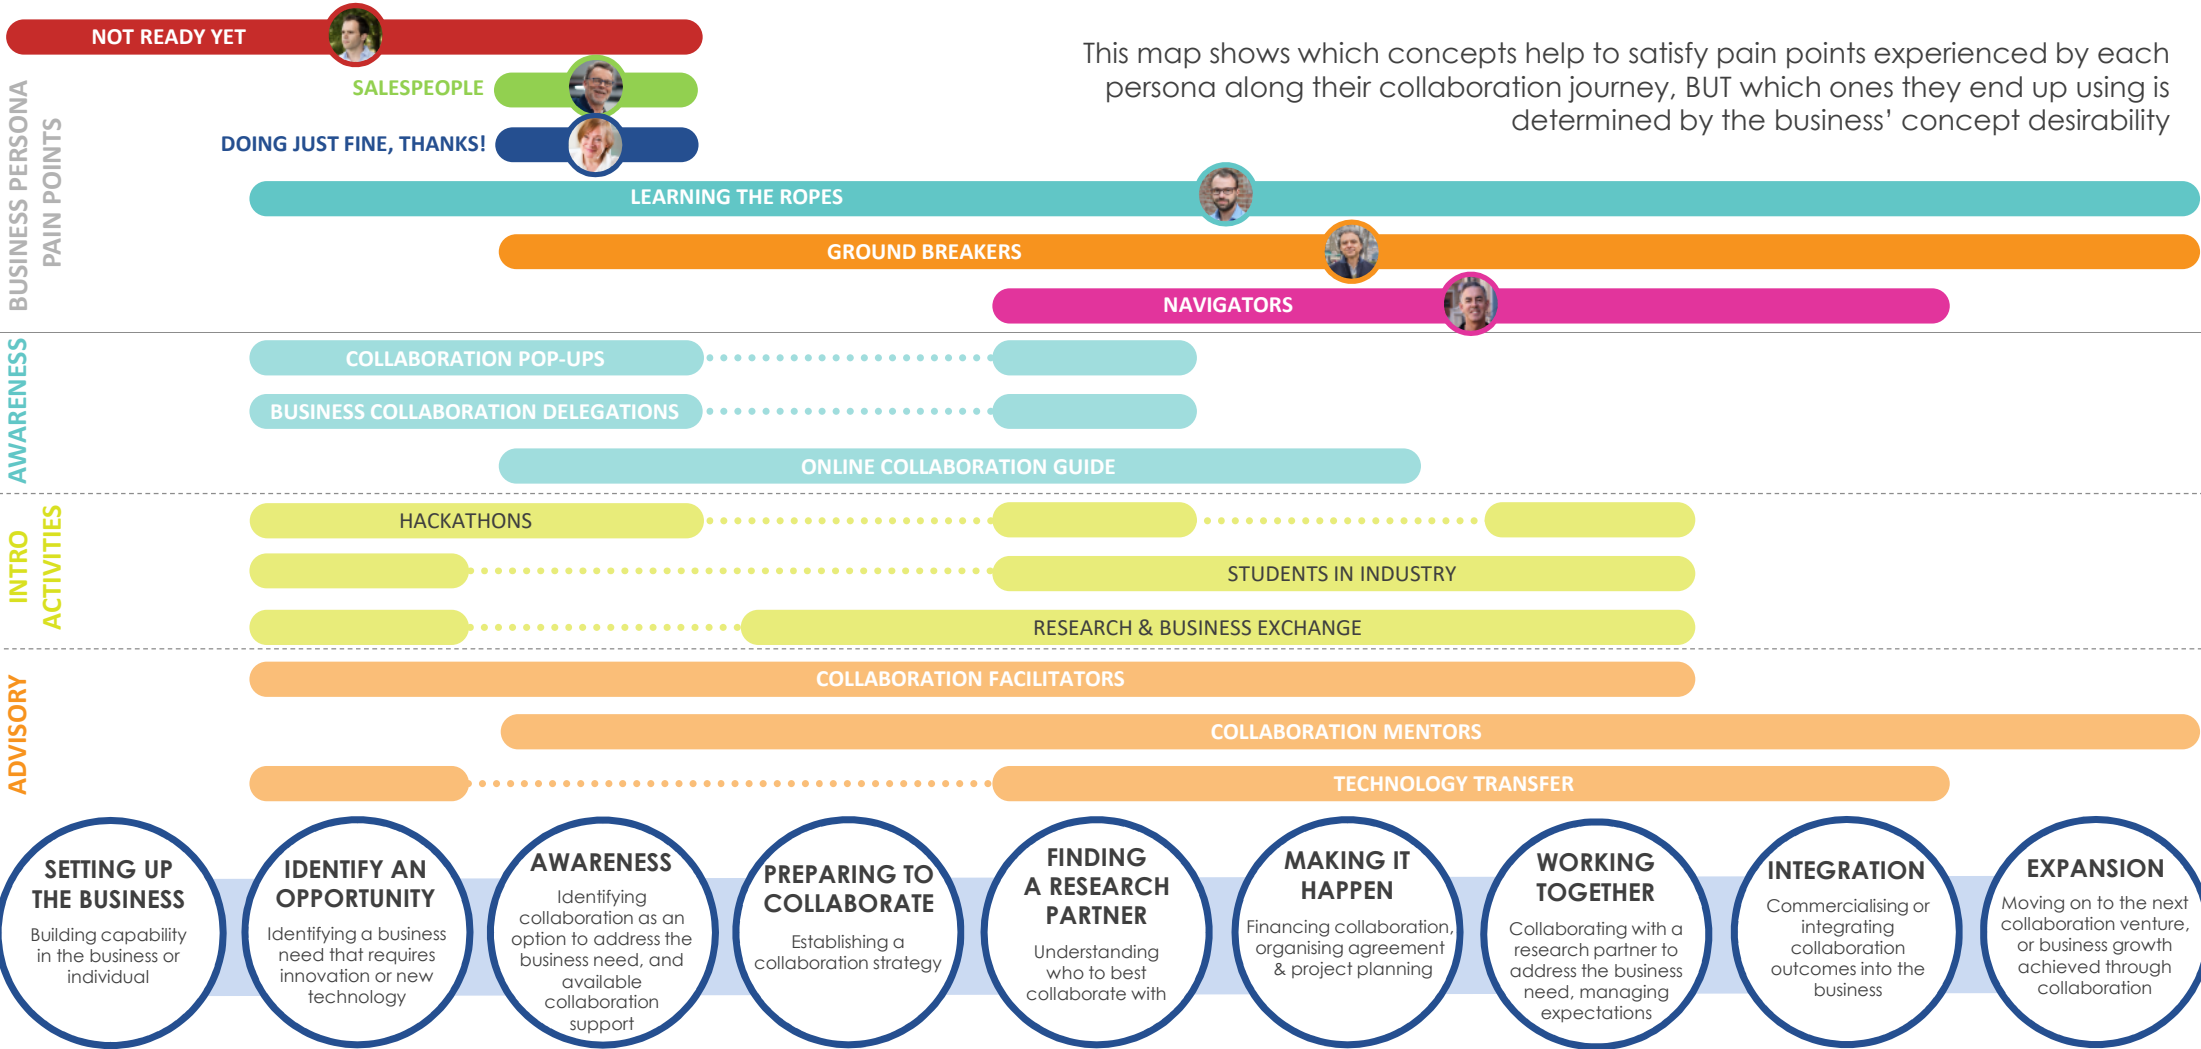 NOT READY YET
This map shows which concepts help to satisfy pain points experienced by each
persona along their collaboration journey, BUT which ones they end up using is
determined by the business' concept desirability
SALESPEOPLE
DOING JUST FINE, THANKS!
BUSINESS PERSONA
PAIN POINTS
LEARNING THE ROPES
GROUND BREAKERS
NAVIGATORS
AWARENESS
COLLABORATION POP-UPS
BUSINESS COLLABORATION DELEGATIONS
ONLINE COLLABORATION GUIDE
INTRO
ACTIVITIES
HACKATHONS
STUDENTS IN INDUSTRY
RESEARCH & BUSINESS EXCHANGE
ADVISORY
COLLABORATION FACILITATORS
COLLABORATION MENTORS
TECHNOLOGY TRANSFER
SETTING UP
THE BUSINESS
Building capability
in the business or
individual
IDENTIFY AN
OPPORTUNITY
Identifying a business
need that requires
innovation or new
technology
AWARENESS
Identifying
collaboration as an
option to address the
business need, and
available
collaboration
support
PREPARING TO
COLLABORATE
Establishing a
collaboration strategy
FINDING
A RESEARCH
PARTNER
Understanding
who to best
collaborate with
MAKING IT
HAPPEN
Financing collaboration,
organising agreement
& project planning
WORKING
TOGETHER
Collaborating with a
research partner to
address the business
need, managing
expectations
INTEGRATION
Commercialising or
integrating
collaboration
outcomes into the
business
EXPANSION
Moving on to the next
collaboration venture,
or business growth
achieved through
collaboration